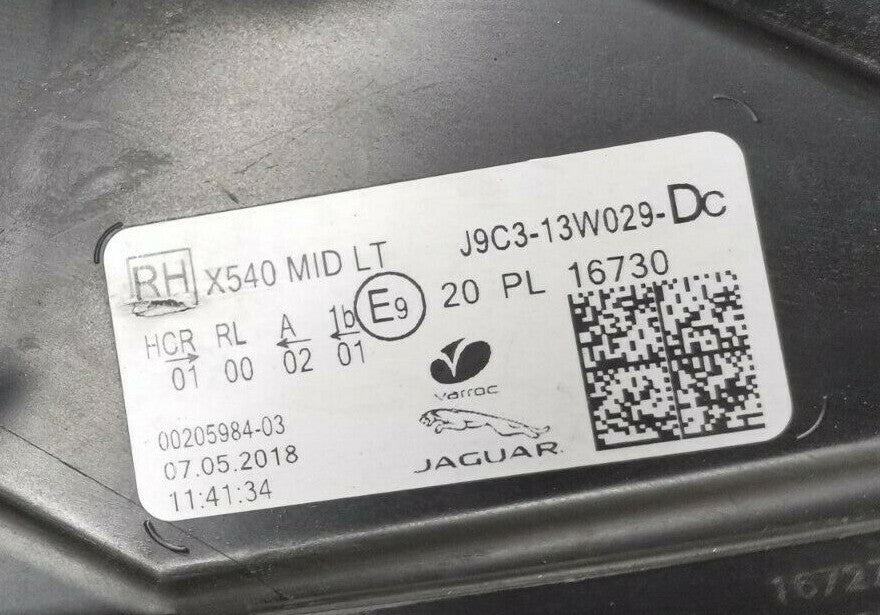 J9C3-13W029-Dc
RH X540 MID LT
E9 20 PL 16730
HCR RL A 1b
01 00 02 01
varroc
00205984-03
07.05.2018
11:41:34
JAGUAR